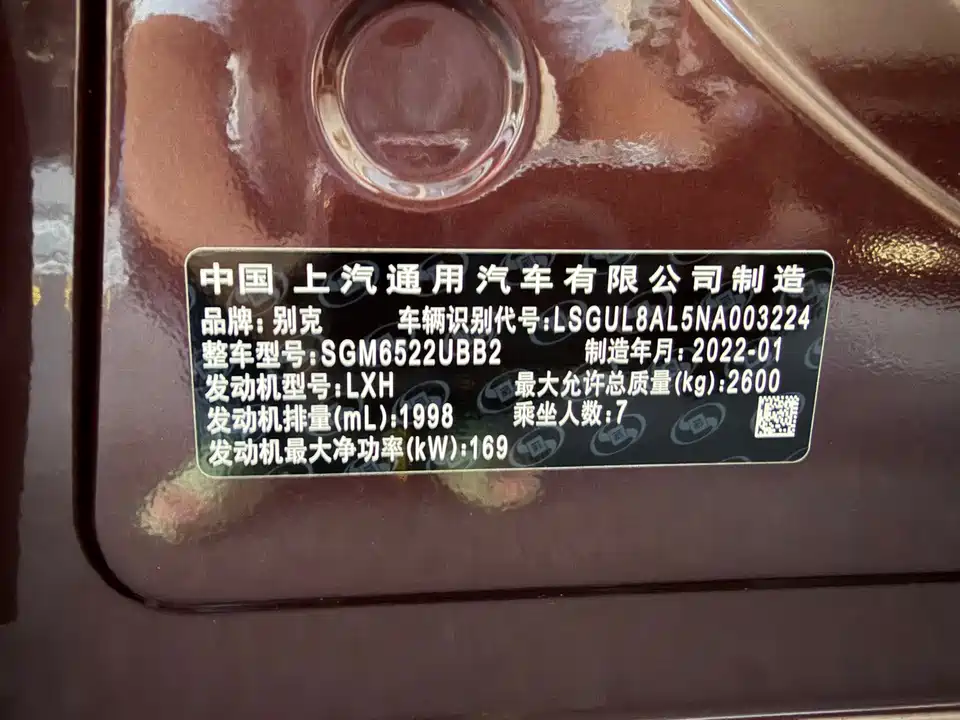 中国 上汽通用汽车有限公司制造
品牌: 别克 车辆识别代号:LSGUL8AL5NA003224
整车型号:SGM6522UBB2 制造年月: 2022-01
发动机型号:LXH 最大允许总质量(kg):2600
发动机排量(mL):1998 乘坐人数:7
发动机最大净功率(kW):169